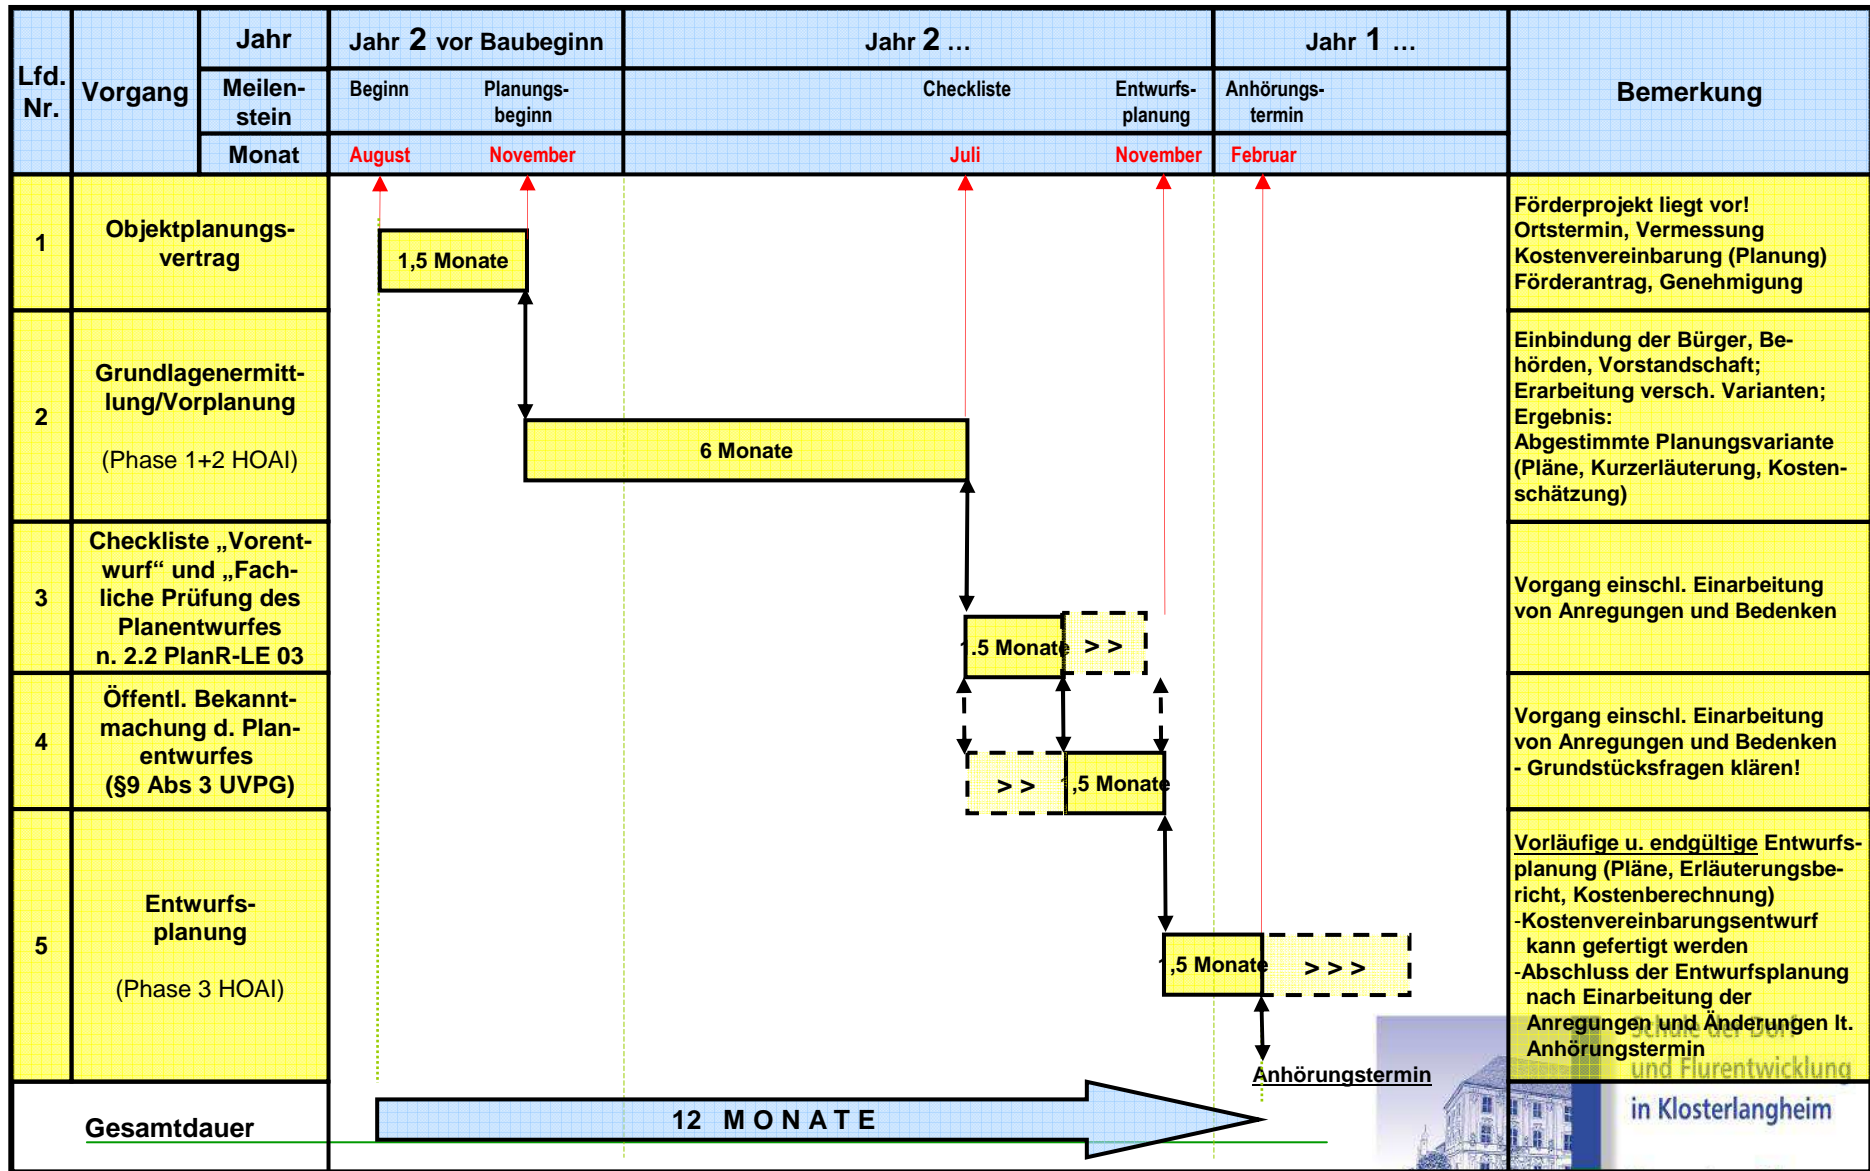 Lfd.
Nr.
Vorgang
Jahr
Meilen-
stein
Monat
Jahr 2 vor Baubeginn
Jahr 2 ...
Jahr 1 ...
Bemerkung
Beginn
Planungs-
beginn
Checkliste
Entwurfs-
planung
Anhörungs-
termin
August
November
Juli
November
Februar
1
Objektplanungs-
vertrag
1,5 Monate
Förderprojekt liegt vor!
Ortstermin, Vermessung
Kostenvereinbarung (Planung)
Förderantrag, Genehmigung
2
Grundlagenermitt-
lung/Vorplanung
(Phase 1+2 HOAI)
6 Monate
Einbindung der Bürger, Be-
hörden, Vorstandschaft;
Erarbeitung versch. Varianten;
Ergebnis:
Abgestimmte Planungsvariante
(Pläne, Kurzerläuterung, Kosten-
schätzung)
3
Checkliste „Vorent-
wurf“ und „Fach-
liche Prüfung des
Planentwurfes
n. 2.2 PlanR-LE 03
1.5 Monate
> >
Vorgang einschl. Einarbeitung
von Anregungen und Bedenken
4
Öffentl. Bekannt-
machung d. Plan-
entwurfes
(§9 Abs 3 UVPG)
> >
1,5 Monate
Vorgang einschl. Einarbeitung
von Anregungen und Bedenken
- Grundstücksfragen klären!
5
Entwurfs-
planung
(Phase 3 HOAI)
1,5 Monate
> > >
Anhörungstermin
Vorläufige u. endgültige Entwurfs-
planung (Pläne, Erläuterungsbe-
richt, Kostenberechnung)
-Kostenvereinbarungsentwurf
kann gefertigt werden
-Abschluss der Entwurfsplanung
nach Einarbeitung der
Anregungen und Änderungen lt.
Anhörungstermin
Gesamtdauer
12 MONATE
Schule der Dorf-
und Flurentwicklung
in Klosterlangheim